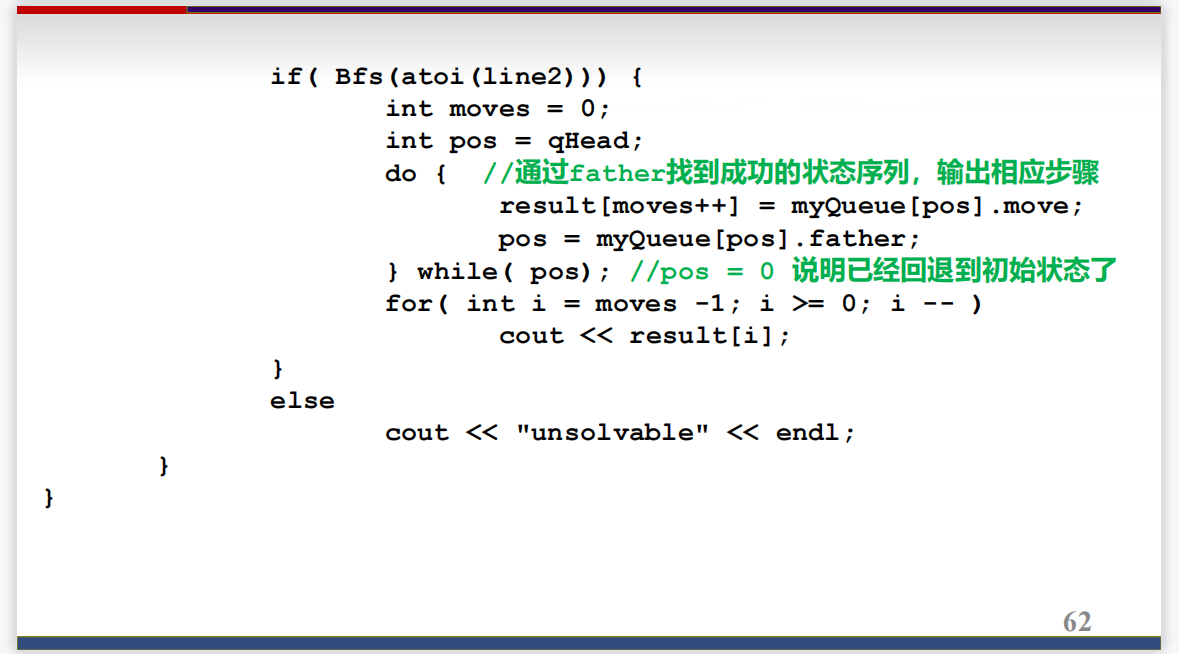 if( Bfs(atoi(line2))) {
int moves = 0;
int pos = qHead;
do { //通过father找到成功的状态序列，输出相应步骤
result[moves++] = myQueue[pos].move;
pos = myQueue[pos].father;
} while( pos); //pos = 0 说明已经回退到初始状态了
for( int i = moves -1; i >= 0; i -- )
cout << result[i];
}
else
cout << "unsolvable" << endl;
}
}
62